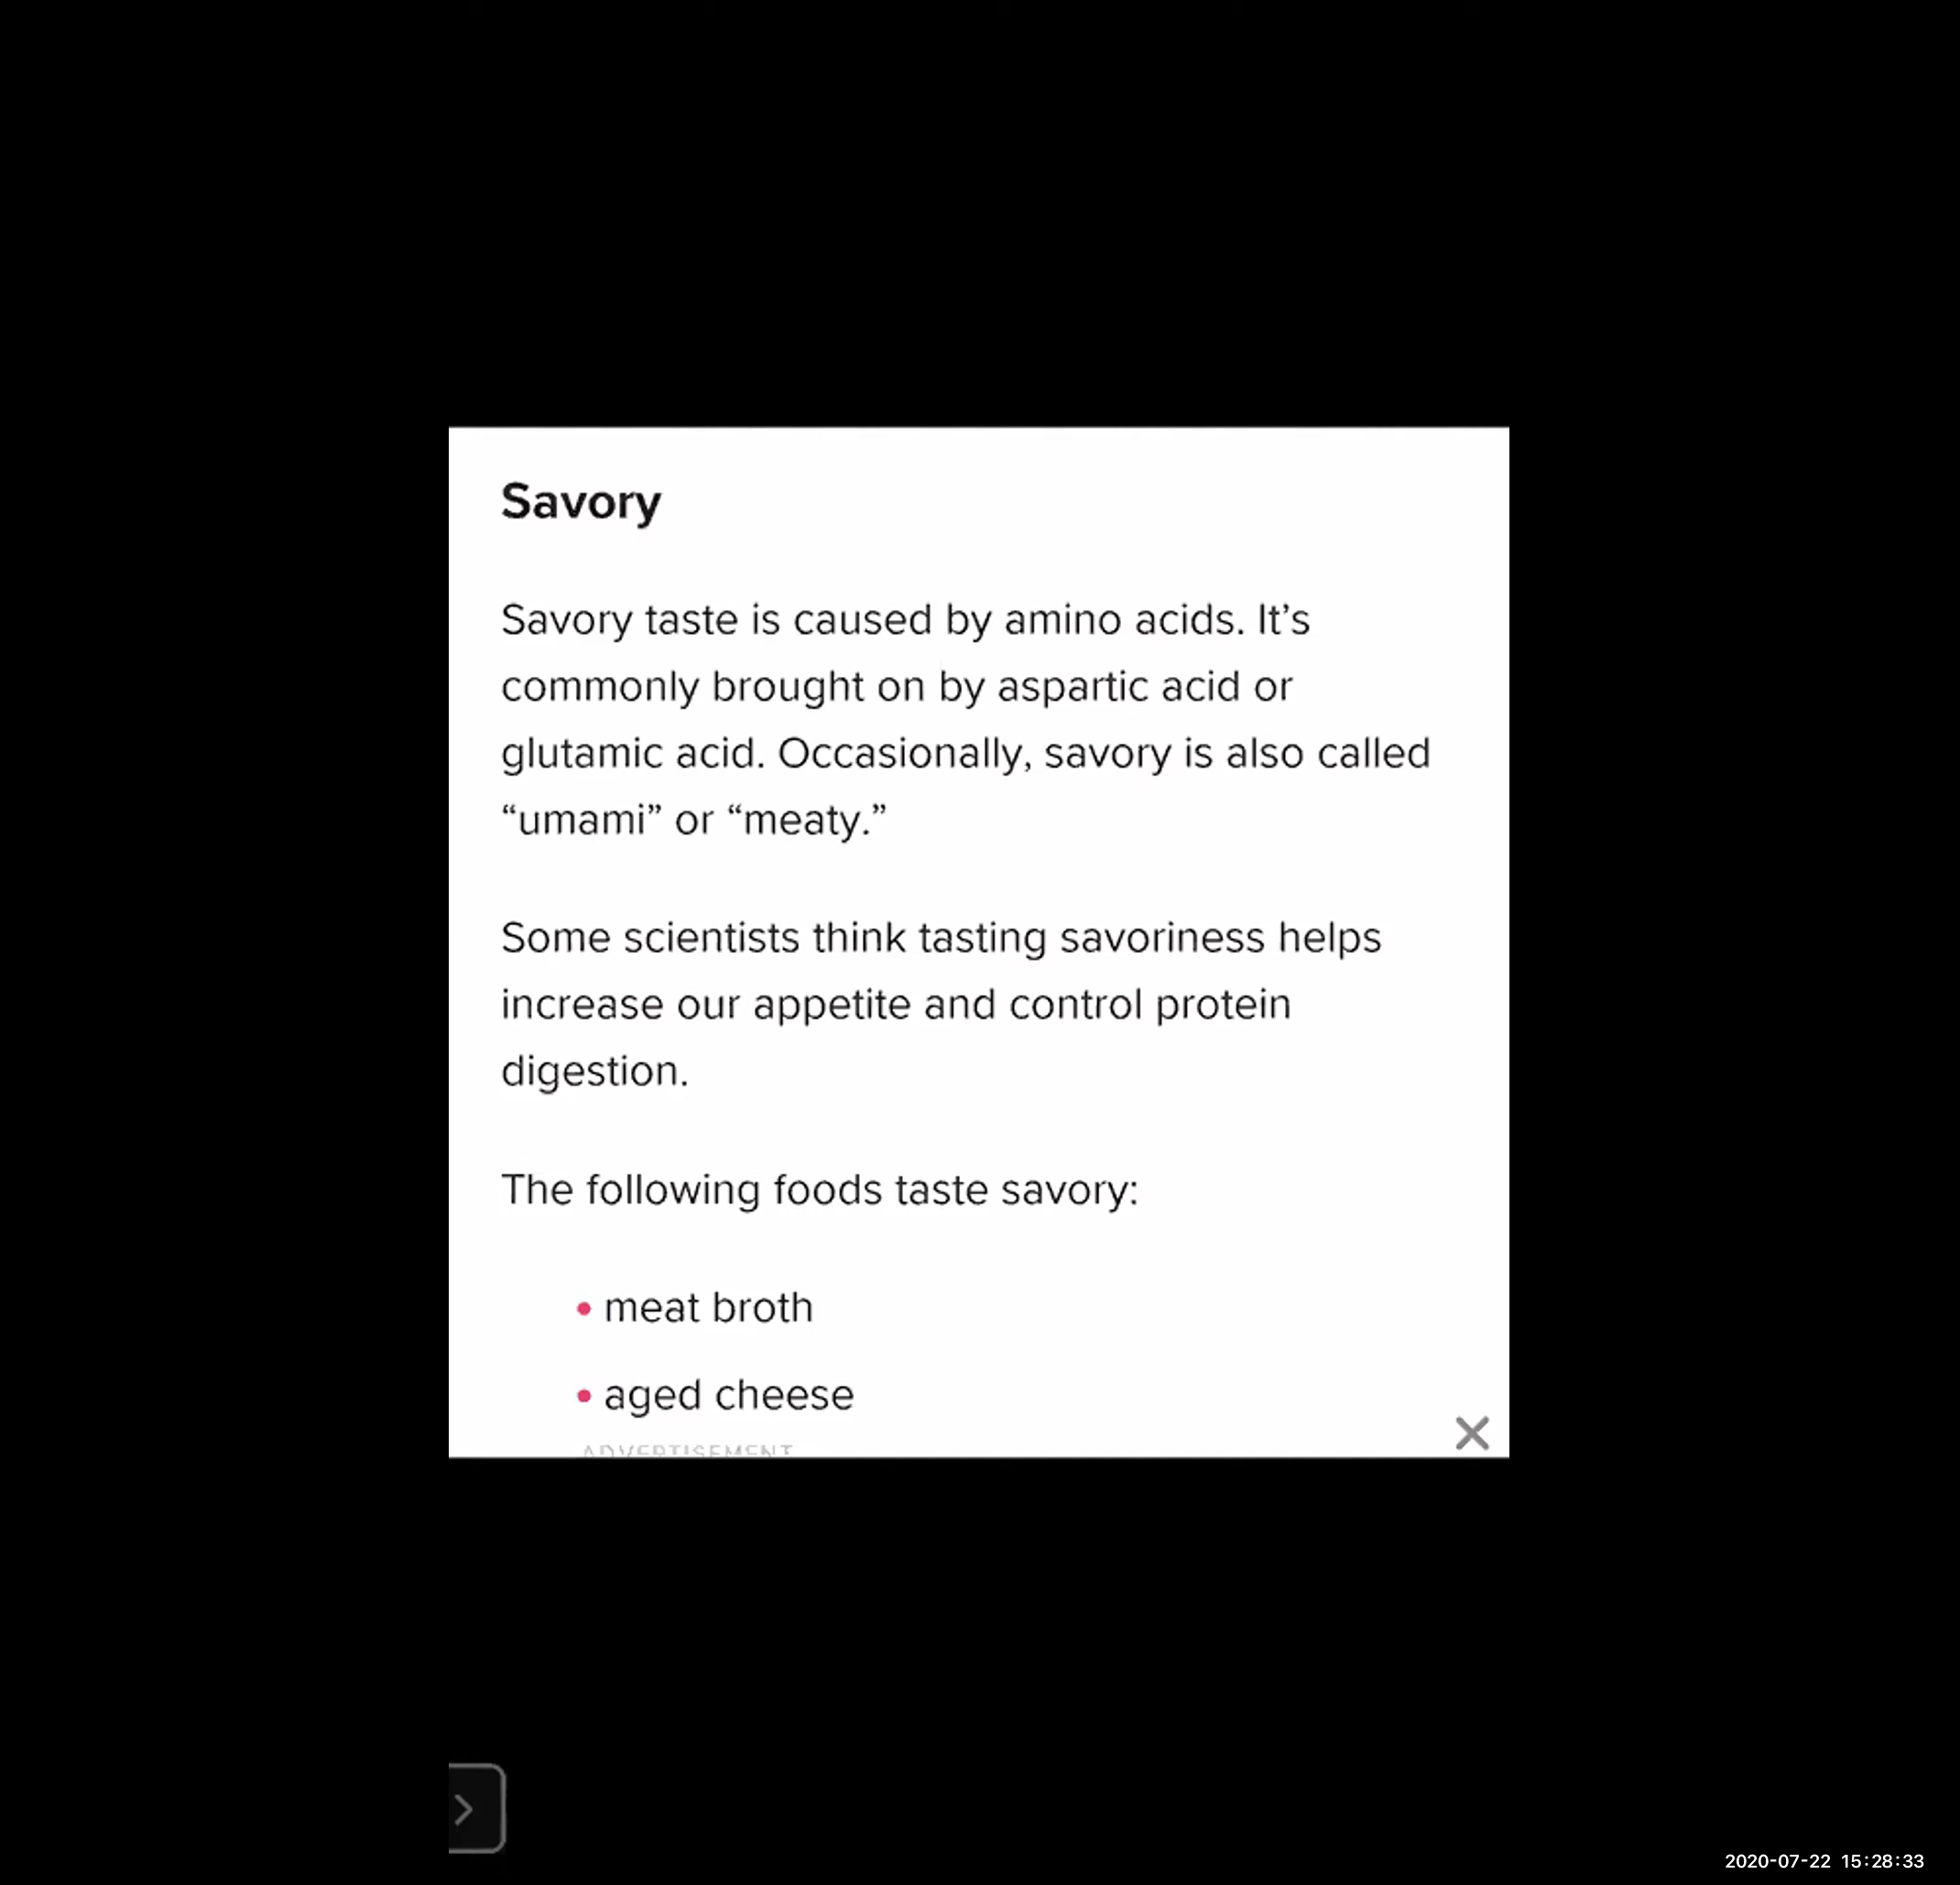 Savory
Savory taste is caused by amino acids. It’s
commonly brought on by aspartic acid or
glutamic acid. Occasionally, savory is also called
“umami” or “meaty.”
Some scientists think tasting savoriness helps
increase our appetite and control protein
digestion.
The following foods taste savory:
• meat broth
• aged cheese
ADVERTISEMENT
2020-07-22 15:28:33